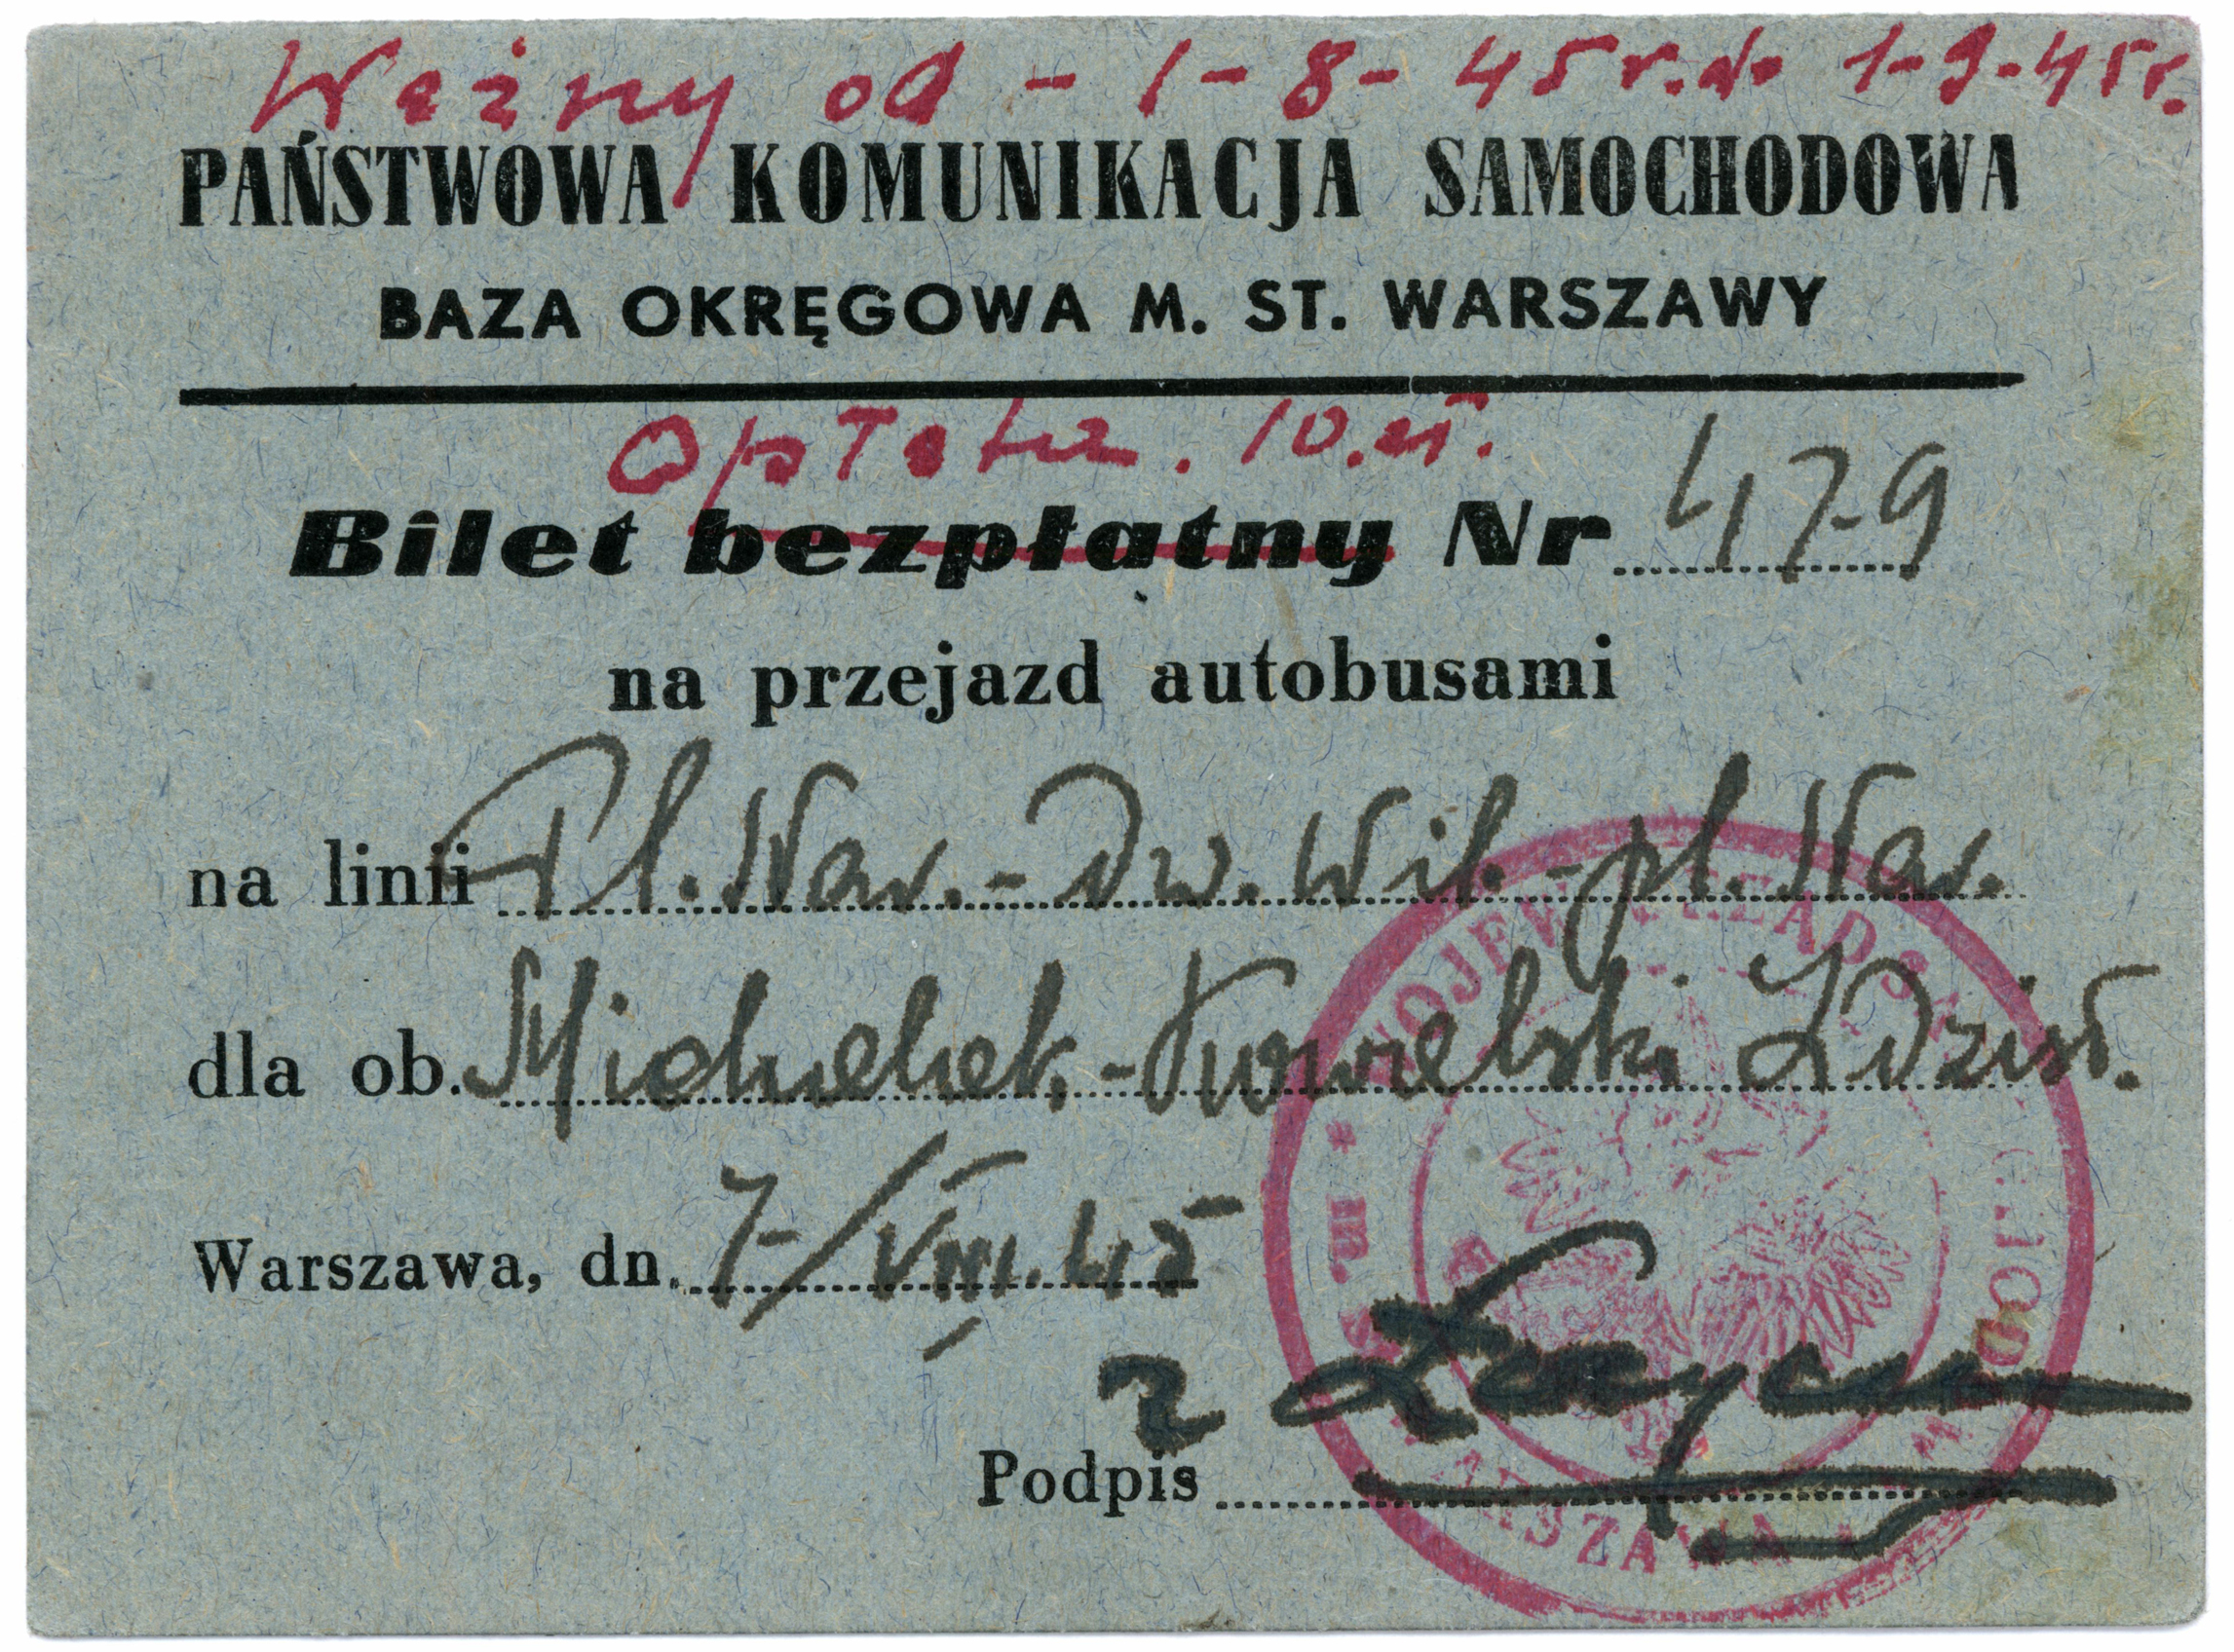 Ważny od - 1 - 8 - 45 r. do 1 - 9 - 45 r.
PAŃSTWOWA KOMUNIKACJA SAMOCHODOWA
BAZA OKRĘGOWA M. ST. WARSZAWY
Opłata. 10. zł.
Bilet bezpłatny Nr 479
na przejazd autobusami
na linii Pl. Nar. - Dw. Wil. - pl. Nar.
dla ob. Zdzisł.
Warszawa, dn. 7/VIII. 45
Podpis
WARSZAWA